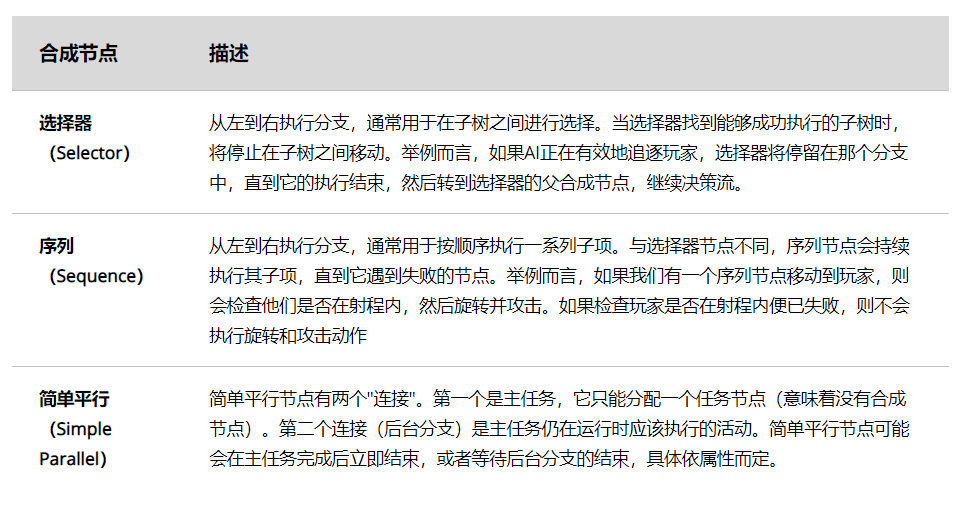 合成节点 描述
选择器 从左到右执行分支，通常用于在子树之间进行选择。当选择器找到能够成功执行的子树时，
（Selector） 将停止在子树之间移动。举例而言，如果AI正在有效地追逐玩家，选择器将停留在那个分支
中，直到它的执行结束，然后转到选择器的父合成节点，继续决策流。
序列 从左到右执行分支，通常用于按顺序执行一系列子项。与选择器节点不同，序列节点会持续
（Sequence） 执行其子项，直到它遇到失败的节点。举例而言，如果我们有一个序列节点移动到玩家，则
会检查他们是否在射程内，然后旋转并攻击。如果检查玩家是否在射程内便已失败，则不会
执行旋转和攻击动作
简单平行 简单平行节点有两个"连接"。第一个是主任务，它只能分配一个任务节点（意味着没有合成
（Simple 节点）。第二个连接（后台分支）是主任务仍在运行时应该执行的活动。简单平行节点可能
Parallel） 会在主任务完成后立即结束，或者等待后台分支的结束，具体依属性而定。